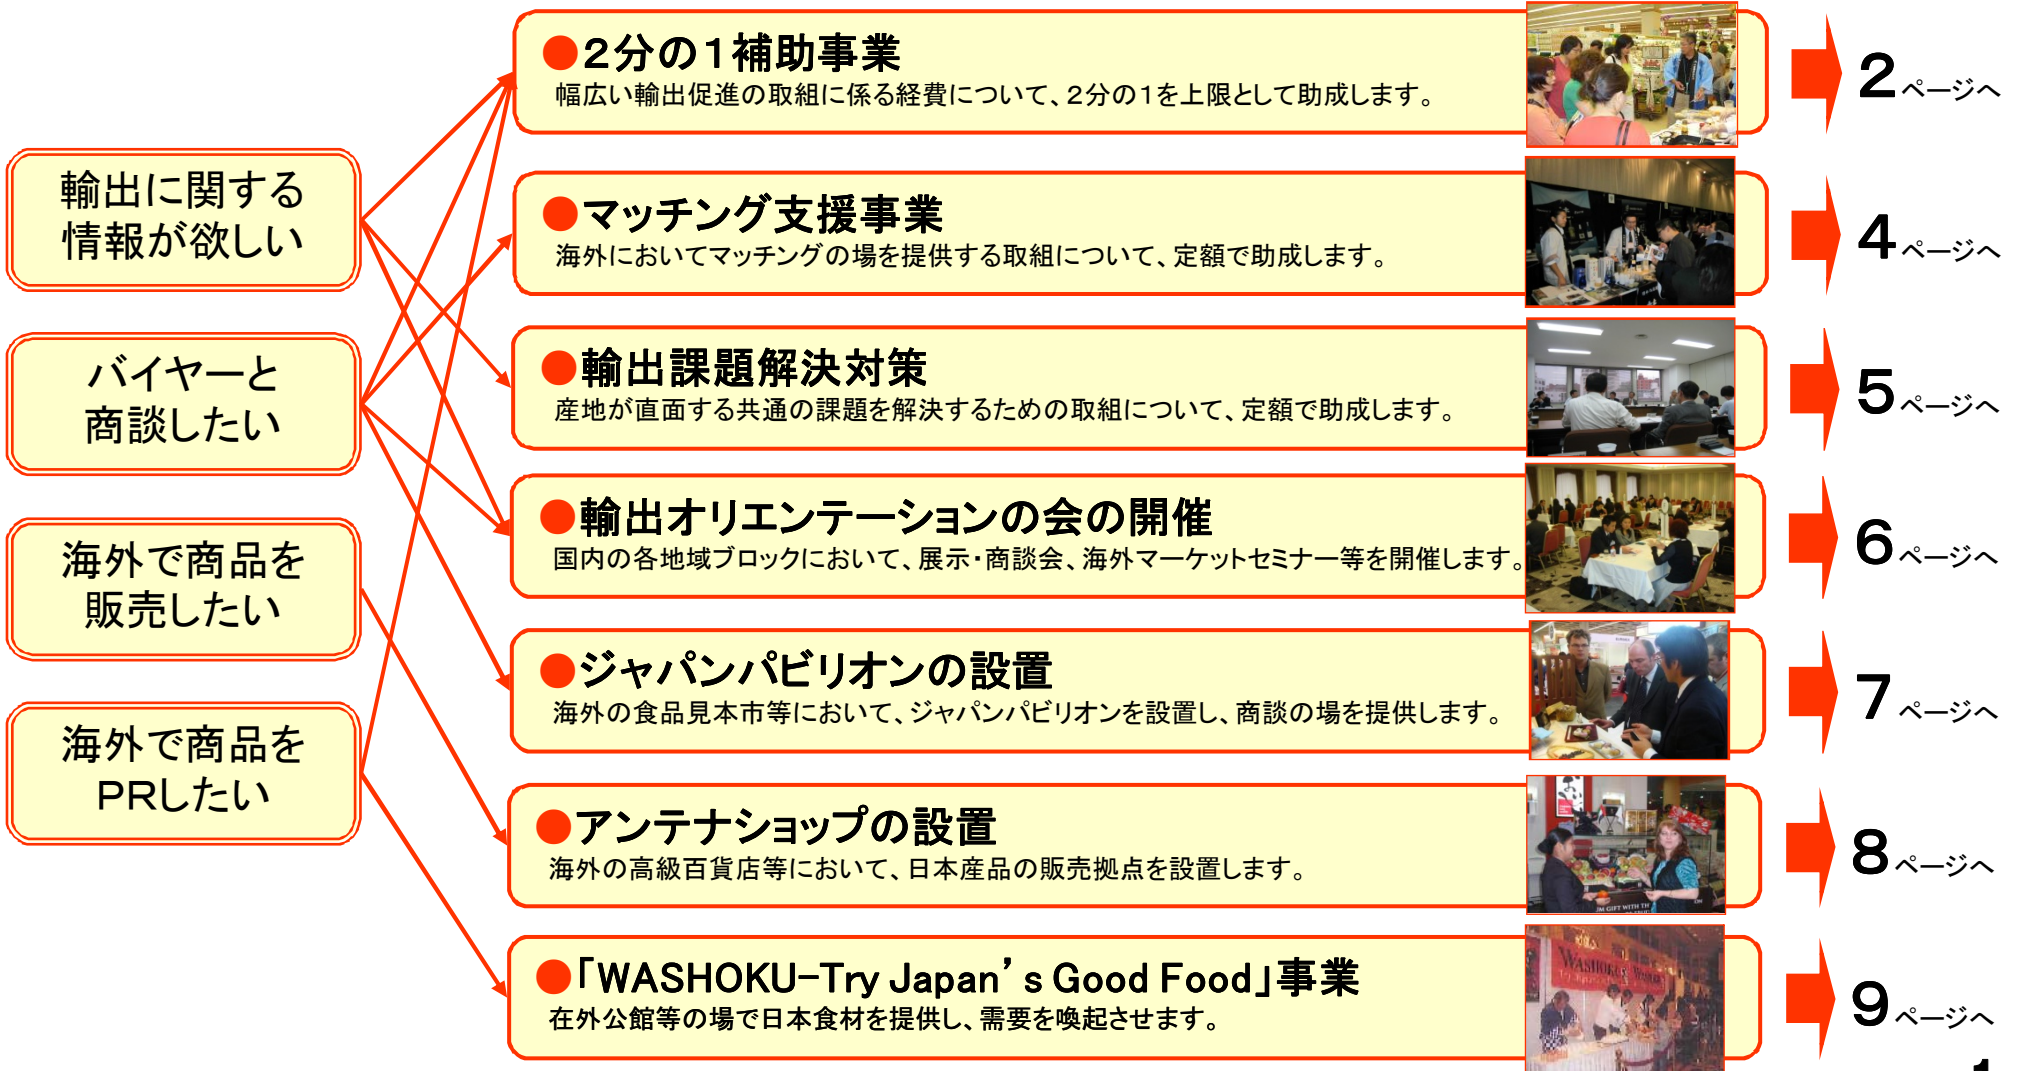 輸出に関する
情報が欲しい
バイヤーと
商談したい
海外で商品を
販売したい
海外で商品を
PRしたい
●2分の1補助事業
幅広い輸出促進の取組に係る経費について、2分の1を上限として助成します。
2ページへ
●マッチング支援事業
海外においてマッチングの場を提供する取組について、定額で助成します。
4ページへ
●輸出課題解決対策
産地が直面する共通の課題を解決するための取組について、定額で助成します。
5ページへ
●輸出オリエンテーションの会の開催
国内の各地域ブロックにおいて、展示・商談会、海外マーケットセミナー等を開催します。
6ページへ
●ジャパンパビリオンの設置
海外の食品見本市等において、ジャパンパビリオンを設置し、商談の場を提供します。
7ページへ
●アンテナショップの設置
海外の高級百貨店等において、日本産品の販売拠点を設置します。
UM GIFT WITH TH
8ページへ
●「WASHOKU-Try Japan's Good Food」事業
在外公館等の場で日本食材を提供し、需要を喚起させます。
WASHOKU
9ページへ